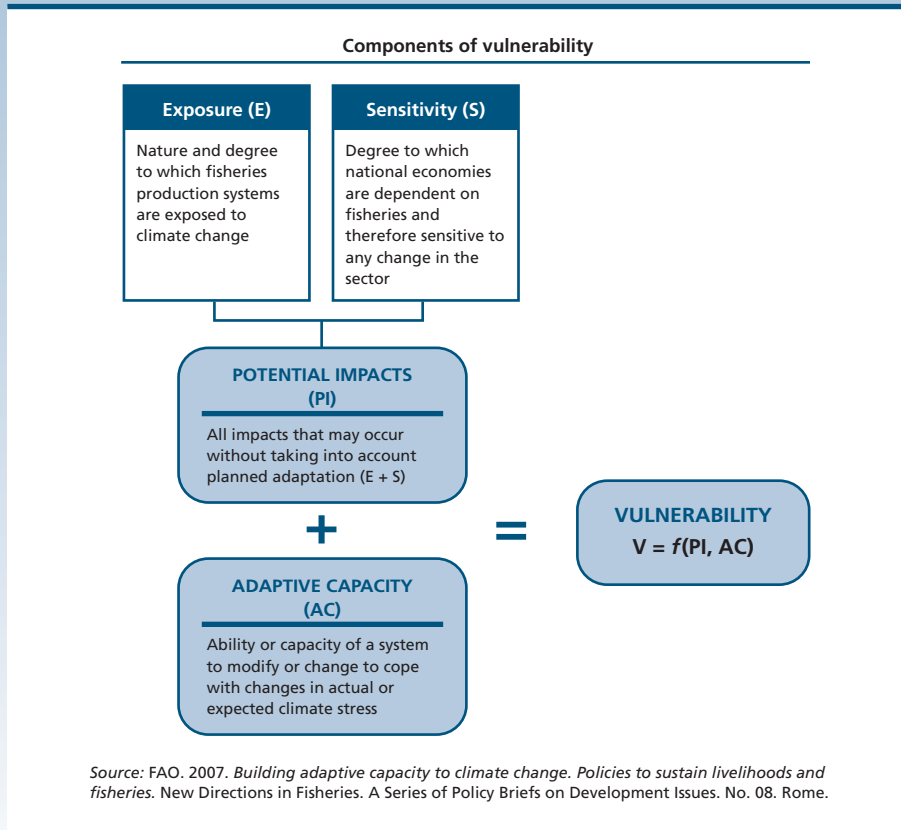 Components of vulnerability
Exposure (E)
Nature and degree
to which fisheries
production systems
are exposed to
climate change
Sensitivity (S)
Degree to which
national economies
are dependent on
fisheries and
therefore sensitive to
any change in the
sector
POTENTIAL IMPACTS
(PI)
All impacts that may occur
without taking into account
planned adaptation (E + S)
+
ADAPTIVE CAPACITY
(AC)
Ability or capacity of a system
to modify or change to cope
with changes in actual or
expected climate stress
=
VULNERABILITY
V = f(PI, AC)
Source: FAO. 2007. Building adaptive capacity to climate change. Policies to sustain livelihoods and
fisheries. New Directions in Fisheries. A Series of Policy Briefs on Development Issues. No. 08. Rome.